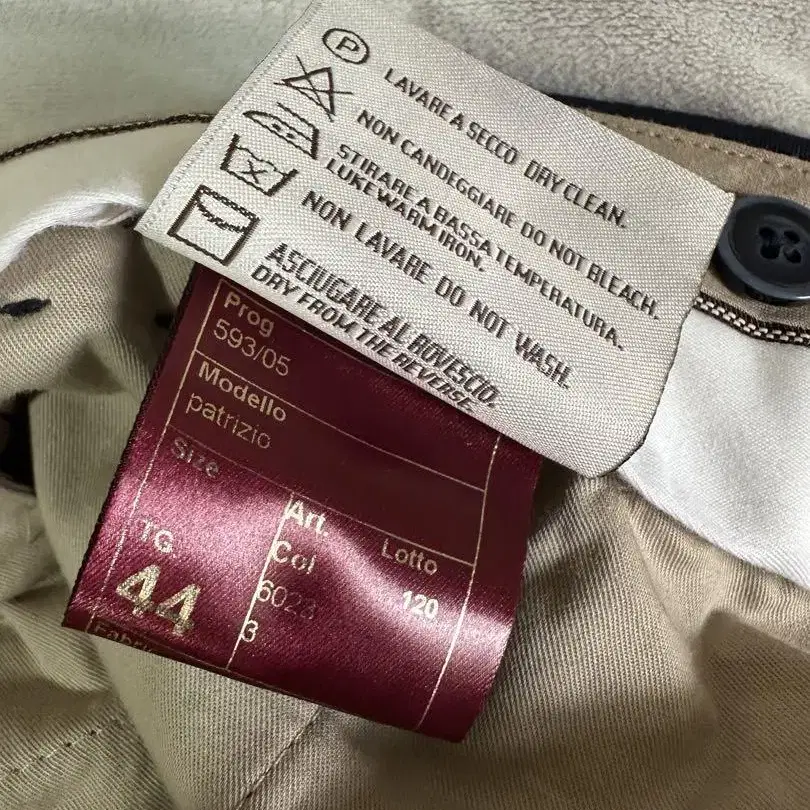 P
LAVARE A SECCO DRY CLEAN.
NON CANDEGGIARE DO NOT BLEACH.
STIRARE A BASSA TEMPERATURA.
LUKEWARM IRON.
NON LAVARE DO NOT WASH.
ASCIUGARE AL ROVESCIO.
DRY FROM THE REVERSE
Prog
593/05
Modello
patrizio
Size
TG
44
Art.
Col
Lotto
6023
120
3